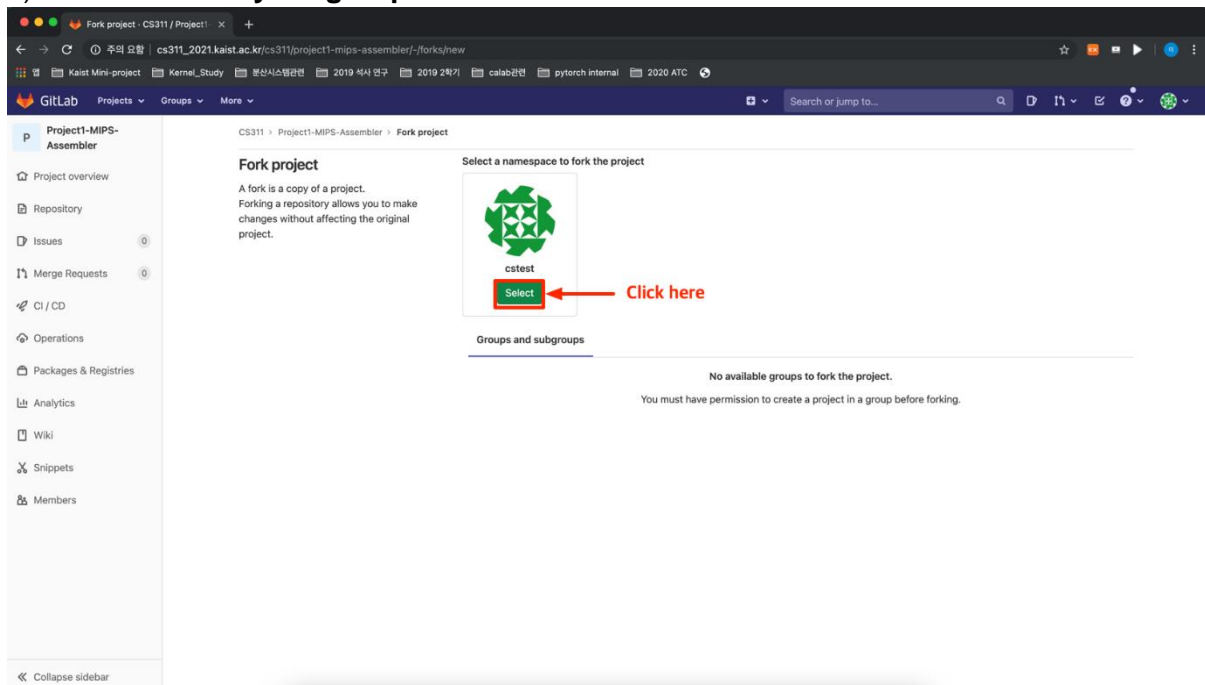 Fork project · CS311 / Project1-
주의 요함 | cs311_2021.kaist.ac.kr/cs311/project1-mips-assembler/-/forks/new
앱 Kaist Mini-project Kernel_Study 분산시스템관련 2019 석사 연구 2019 2학기 calab관련 pytorch internal 2020 ATC
GitLab Projects Groups More Search or jump to...
P Project1-MIPS-
Assembler
Project overview
Repository
Issues 0
Merge Requests 0
CI / CD
Operations
Packages & Registries
Analytics
Wiki
Snippets
Members
Collapse sidebar
CS311 > Project1-MIPS-Assembler > Fork project
Fork project
A fork is a copy of a project.
Forking a repository allows you to make
changes without affecting the original
project.
Select a namespace to fork the project
cstest
Select
Click here
Groups and subgroups
No available groups to fork the project.
You must have permission to create a project in a group before forking.